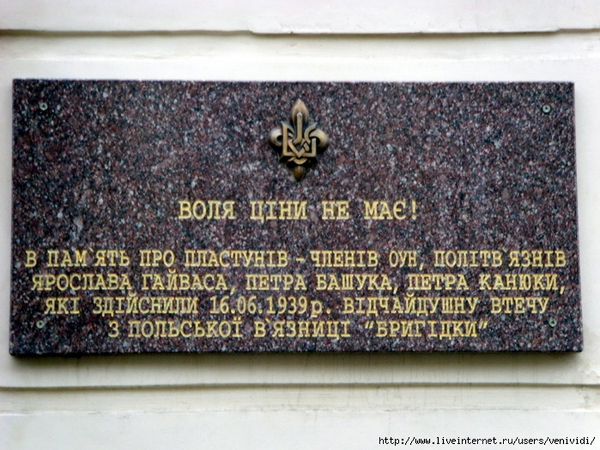 ВОЛЯ ЦІНИ НЕ МАЄ!
В ПАМ`ЯТЬ ПРО ПЛАСТУНІВ - ЧЛЕНІВ ОУН, ПОЛІТВ`ЯЗНІВ
ЯРОСЛАВА ГАЙВАСА, ПЕТРА БАШУКА, ПЕТРА КАНЮКИ,
ЯКІ ЗДІЙСНИЛИ 16.06.1939р. ВІДЧАЙДУШНУ ВТЕЧУ
З ПОЛЬСЬКОЇ В`ЯЗНИЦІ "БРИГІДКИ"
http://www.liveinternet.ru/users/venividi/